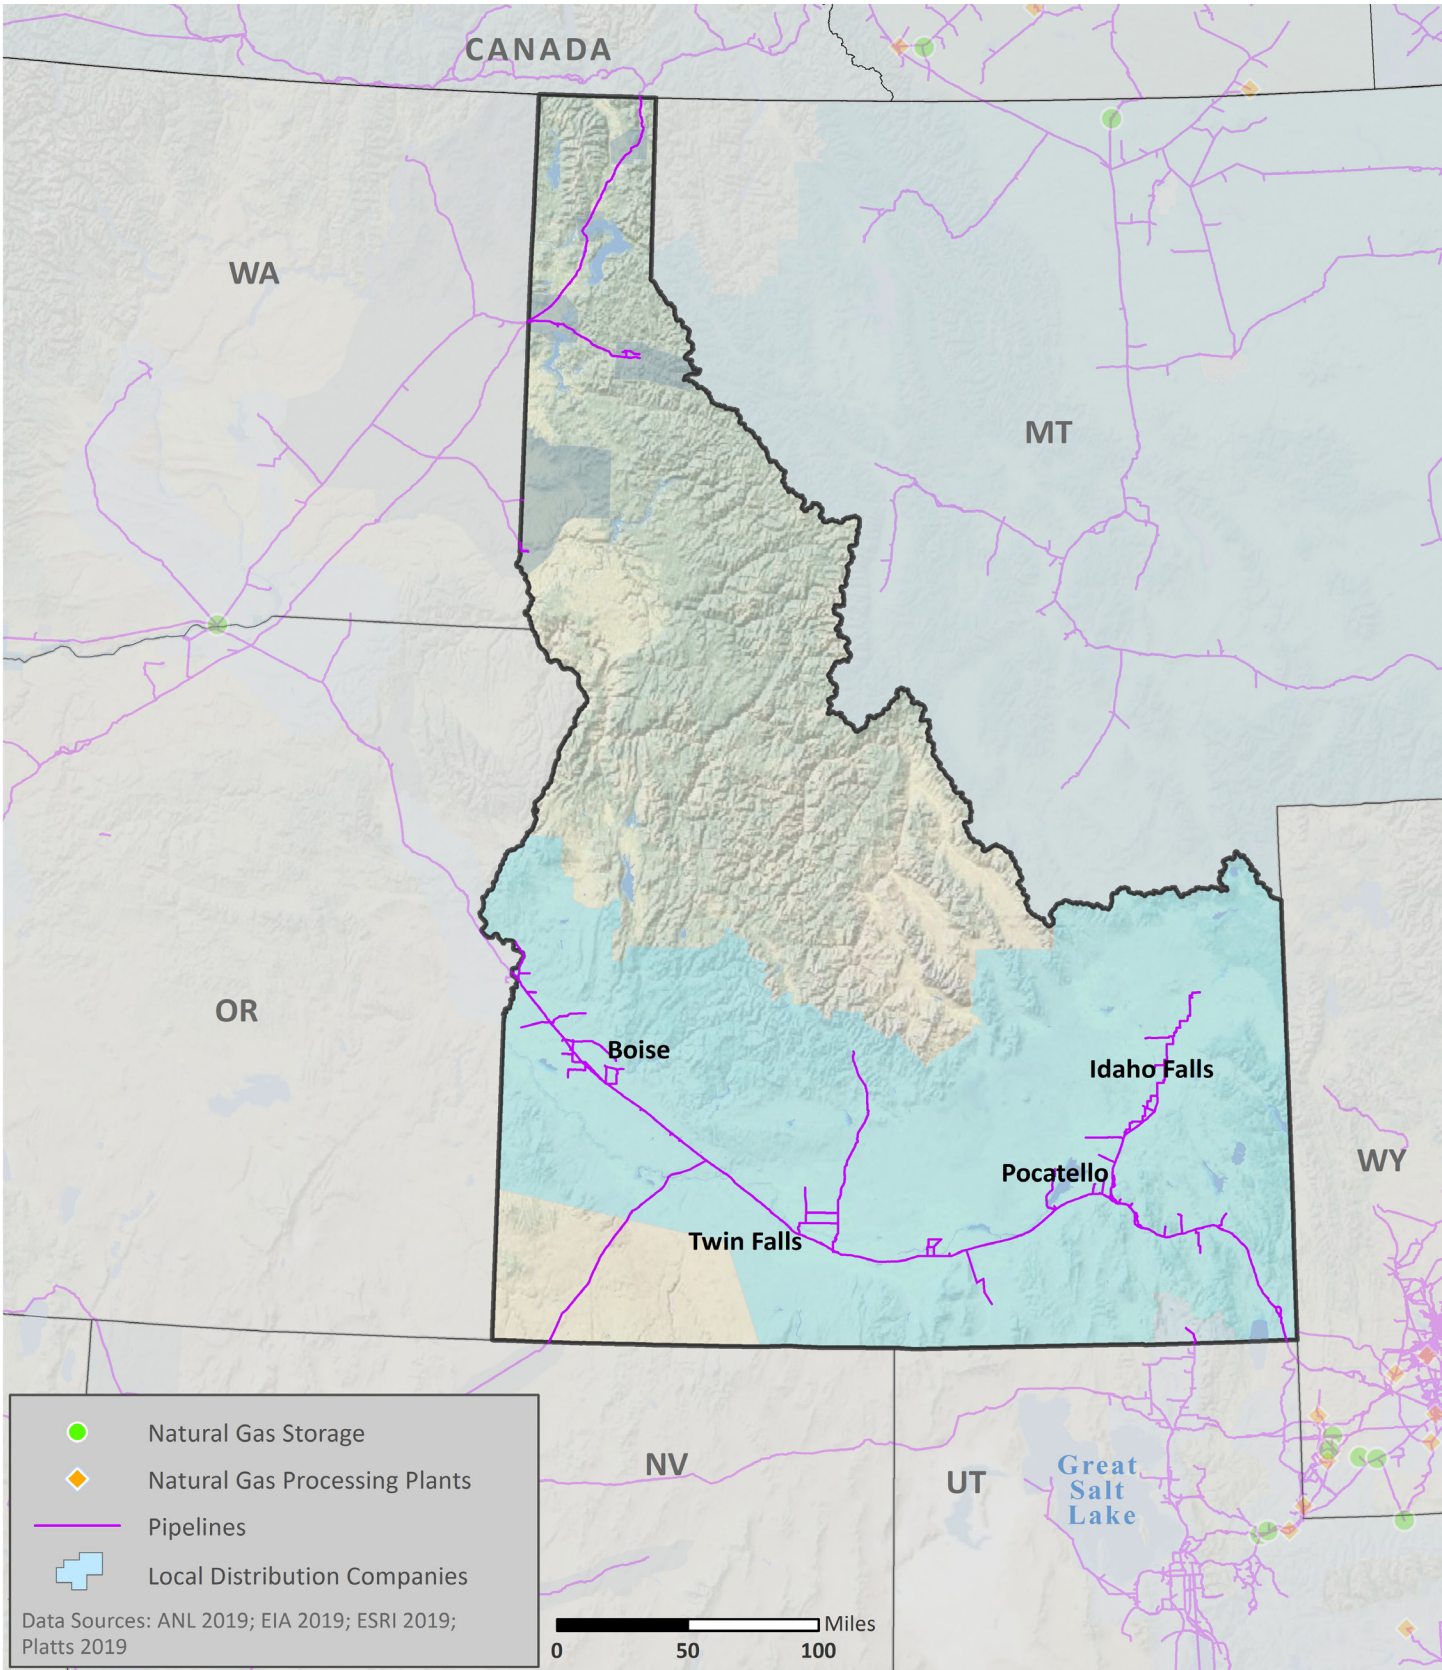 CANADA
WA
MT
OR
Boise
Idaho Falls
WY
Pocatello
Twin Falls
NV
UT
Great
Salt
Lake
Natural Gas Storage
Natural Gas Processing Plants
Pipelines
Local Distribution Companies
Data Sources: ANL 2019; EIA 2019; ESRI 2019;
Platts 2019
Miles
0 50 100